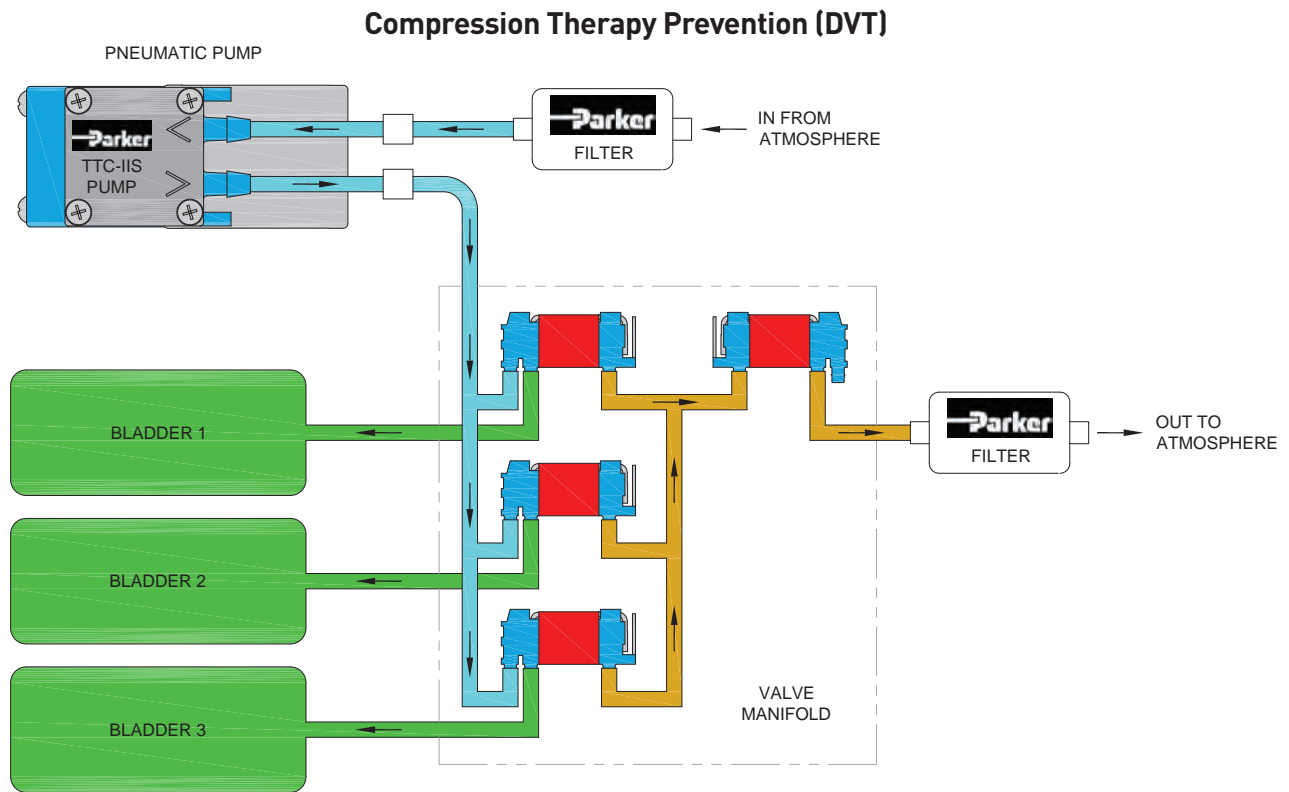 Compression Therapy Prevention (DVT)
PNEUMATIC PUMP
Parker
TTC-IIS
PUMP
Parker
FILTER
IN FROM
ATMOSPHERE
BLADDER 1
BLADDER 2
BLADDER 3
Parker
FILTER
OUT TO
ATMOSPHERE
VALVE
MANIFOLD